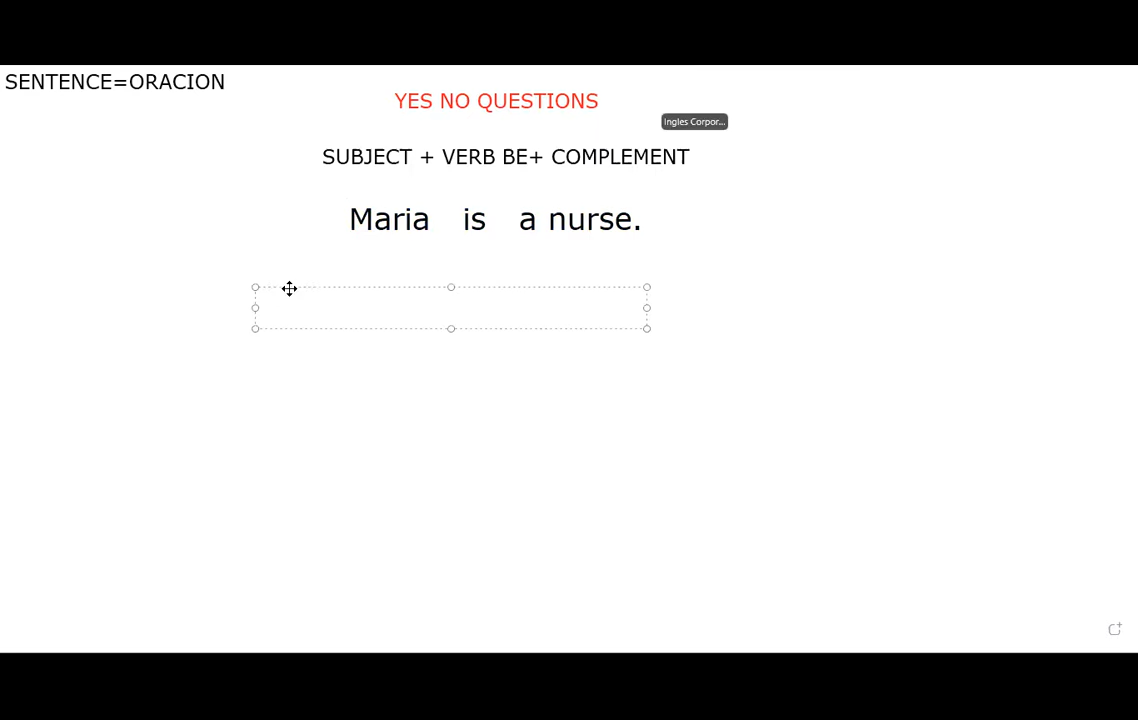 SENTENCE=ORACION
YES NO QUESTIONS
Ingles Corpor...
SUBJECT + VERB BE+ COMPLEMENT
Maria is a nurse.